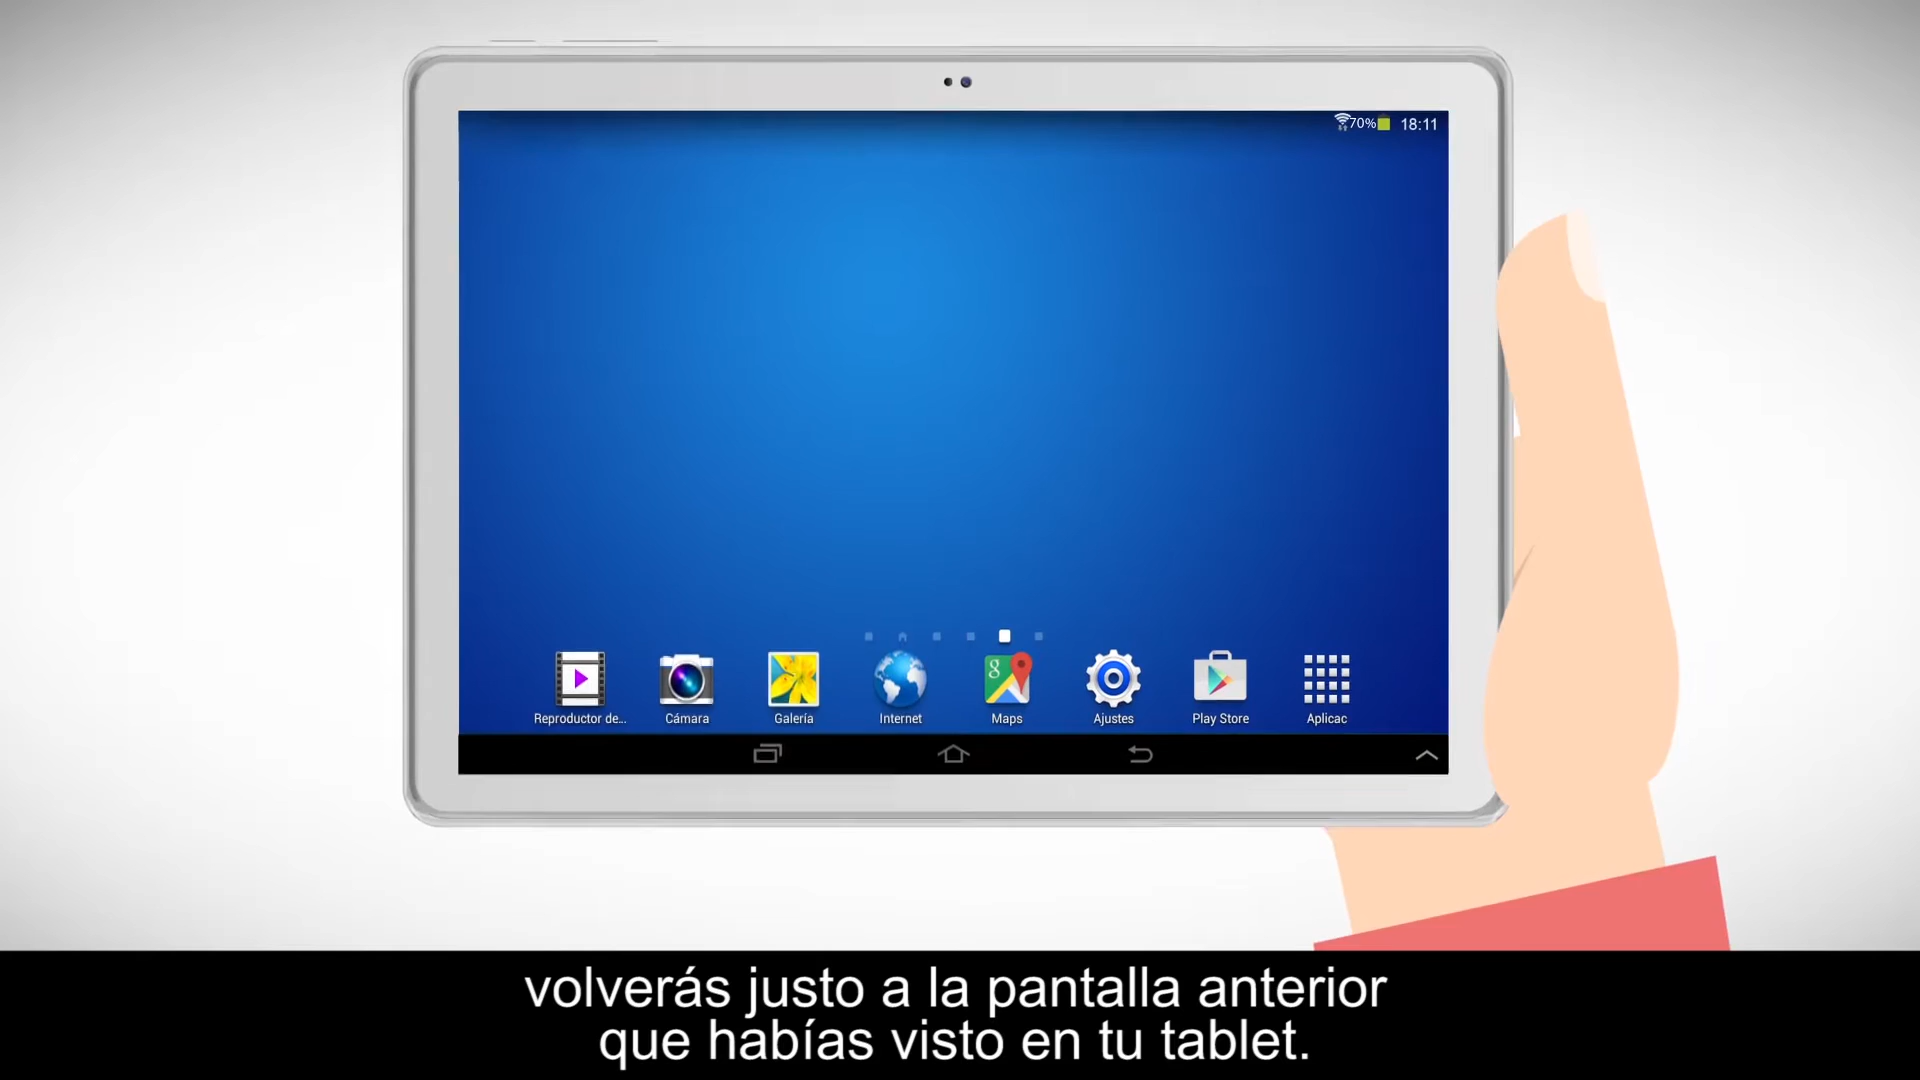 70% 18:11
Reproductor de... Cámara Galería Internet Maps Ajustes Play Store Aplicac
volverás justo a la pantalla anterior
que habías visto en tu tablet.